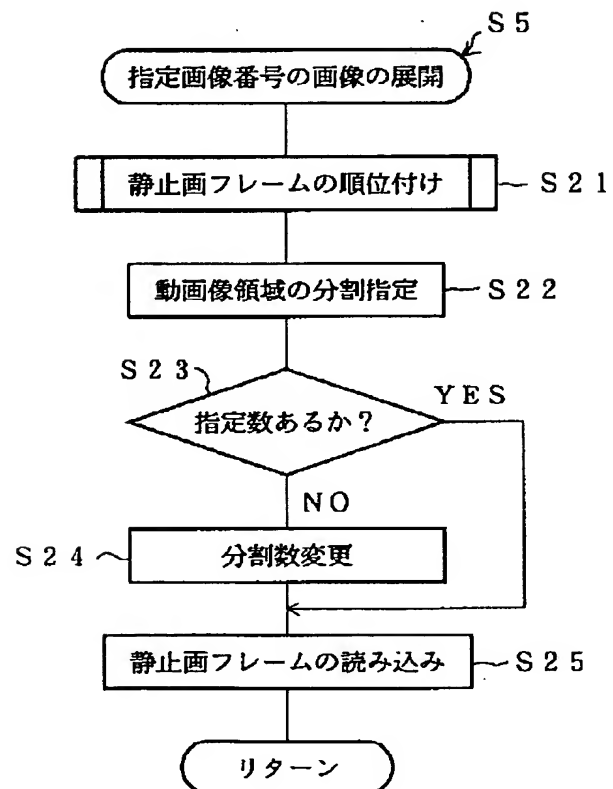 S5
指定画像番号の画像の展開
静止画フレームの順位付け
S21
動画像領域の分割指定
S22
S23
指定数あるか？
YES
NO
S24
分割数変更
静止画フレームの読み込み
S25
リターン